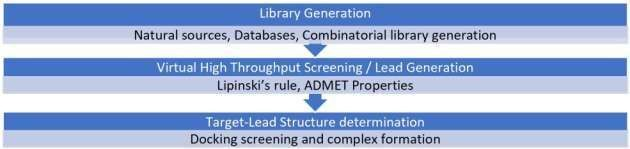 Library Generation
Natural sources, Databases, Combinatorial library generation
Virtual High Throughput Screening / Lead Generation
Lipinski's rule, ADMET Properties
Target-Lead Structure determination
Docking screening and complex formation